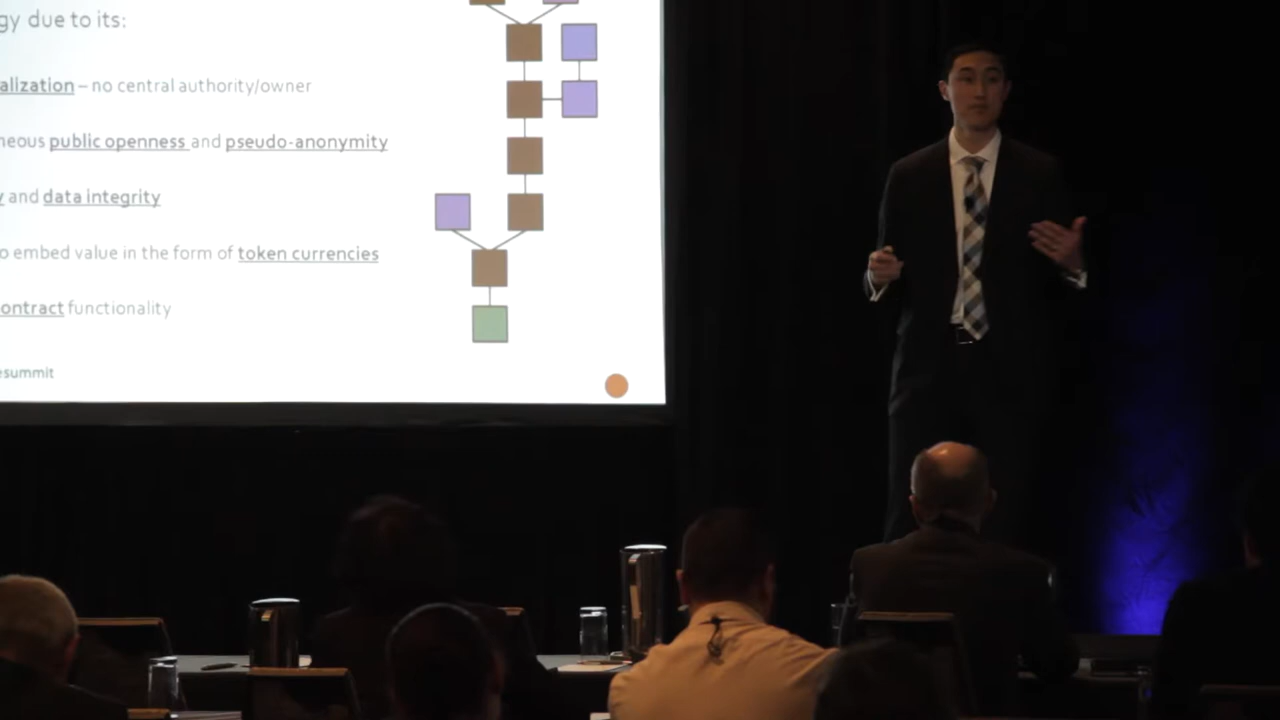 gy due to its:
alization – no central authority/owner
neous public openness and pseudo-anonymity
y and data integrity
o embed value in the form of token currencies
ontract functionality
esummit